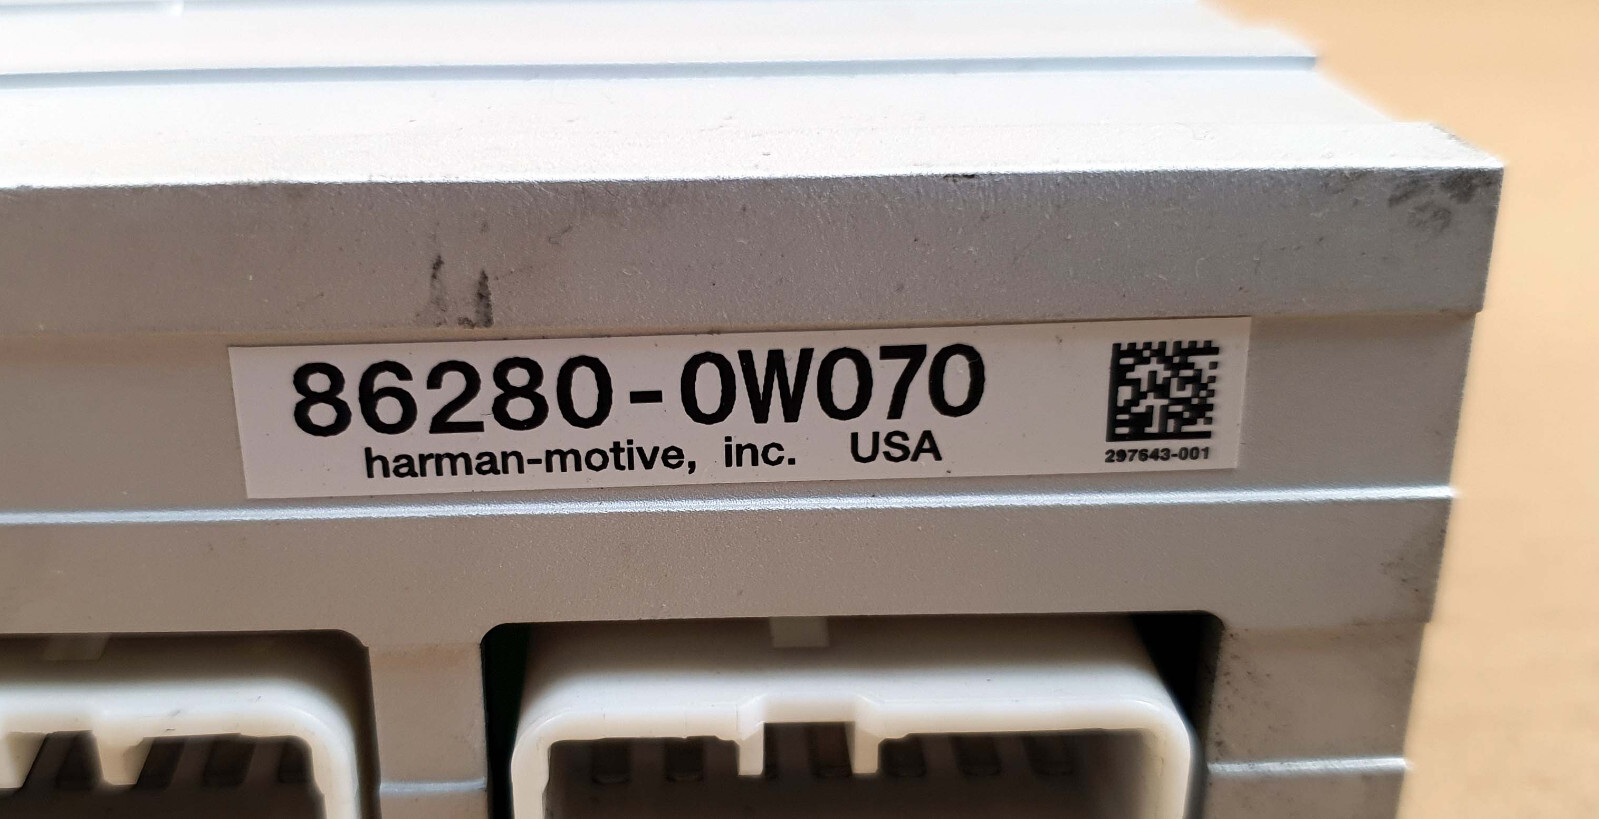 86280-0W070
harman-motive, inc. USA
297643-001